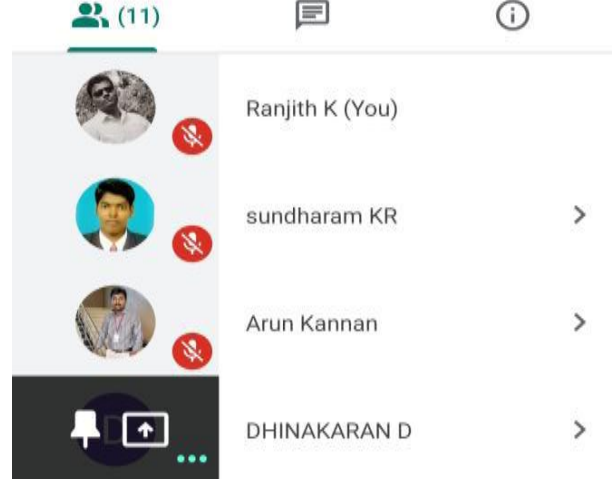 (11)
Ranjith K (You)
sundharam KR
Arun Kannan
D
DHINAKARAN D